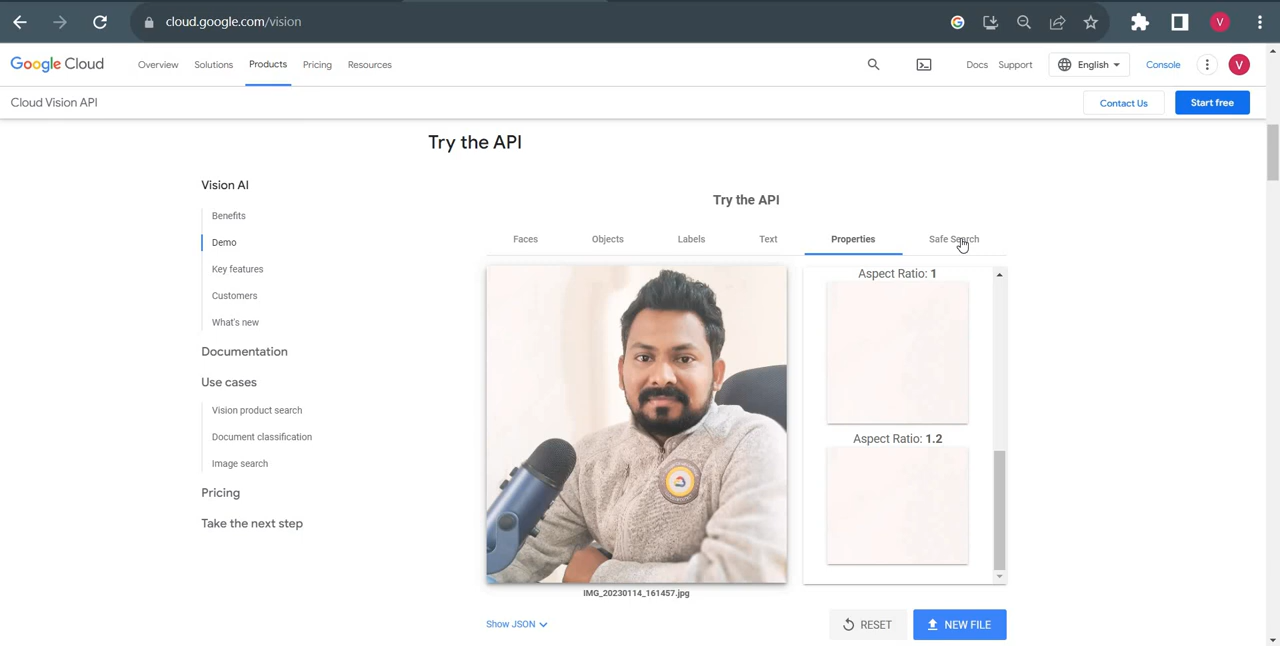 cloud.google.com/vision
V
Google Cloud
Overview
Solutions
Products
Pricing
Resources
Docs
Support
English
Console
V
Cloud Vision API
Contact Us
Start free
Try the API
Vision AI
Benefits
Demo
Key features
Customers
What's new
Documentation
Use cases
Vision product search
Document classification
Image search
Pricing
Take the next step
Try the API
Faces
Objects
Labels
Text
Properties
Safe Search
Aspect Ratio: 1
Aspect Ratio: 1.2
IMG_20230114_161457.jpg
Show JSON
RESET
NEW FILE